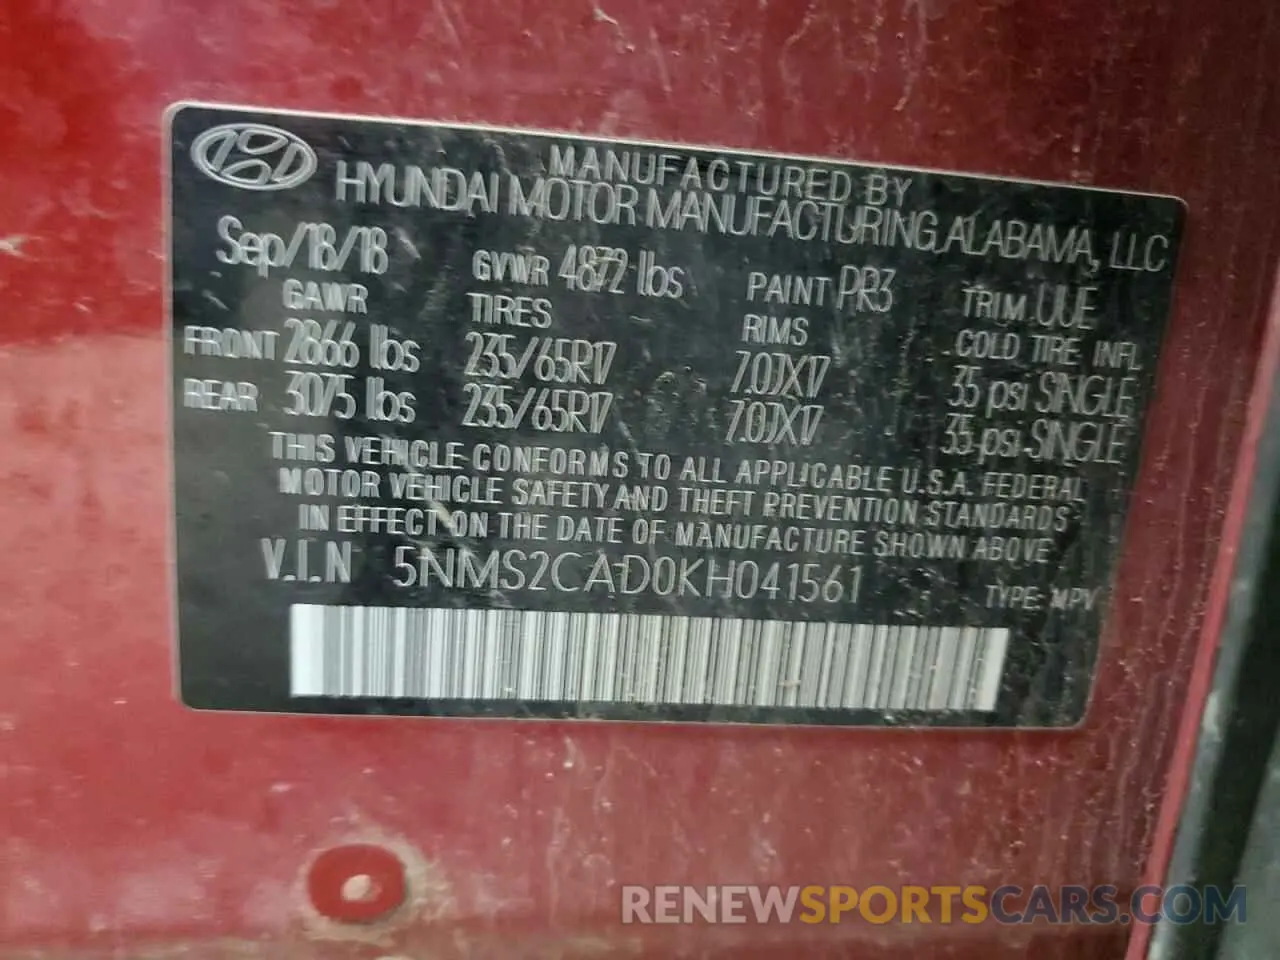 MANUFACTURED BY
HYUNDAI MOTOR MANUFACTURING, ALABAMA, LLC
Sep/18/18 GVWR 4872 lbs PAINT PR3 TRIM UUE
GAWR TIRES RIMS COLD TIRE INFL
FRONT 2866 lbs 235/65R17 7.0JX17 35 psi SINGLE
REAR 3075 lbs 235/65R17 7.0JX17 35 psi SINGLE
THIS VEHICLE CONFORMS TO ALL APPLICABLE U.S.A. FEDERAL
MOTOR VEHICLE SAFETY AND THEFT PREVENTION STANDARDS
IN EFFECT ON THE DATE OF MANUFACTURE SHOWN ABOVE.
V.I.N 5NMS2CAD0KH041561 TYPE: MPV
RENEWSPORTSCARS.COM